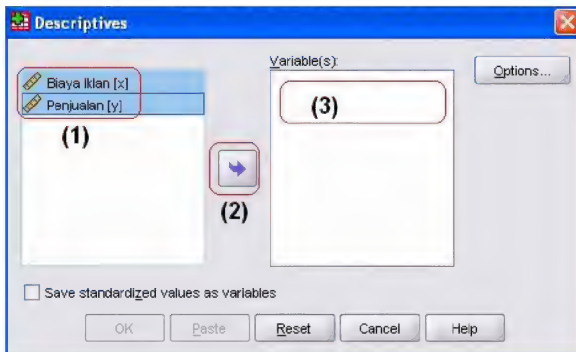 Descriptives
Variable(s):
Options...
Biaya Iklan [x]
Penjualan [y]
(1)
(2)
(3)
Save standardized values as variables
OK
Paste
Reset
Cancel
Help